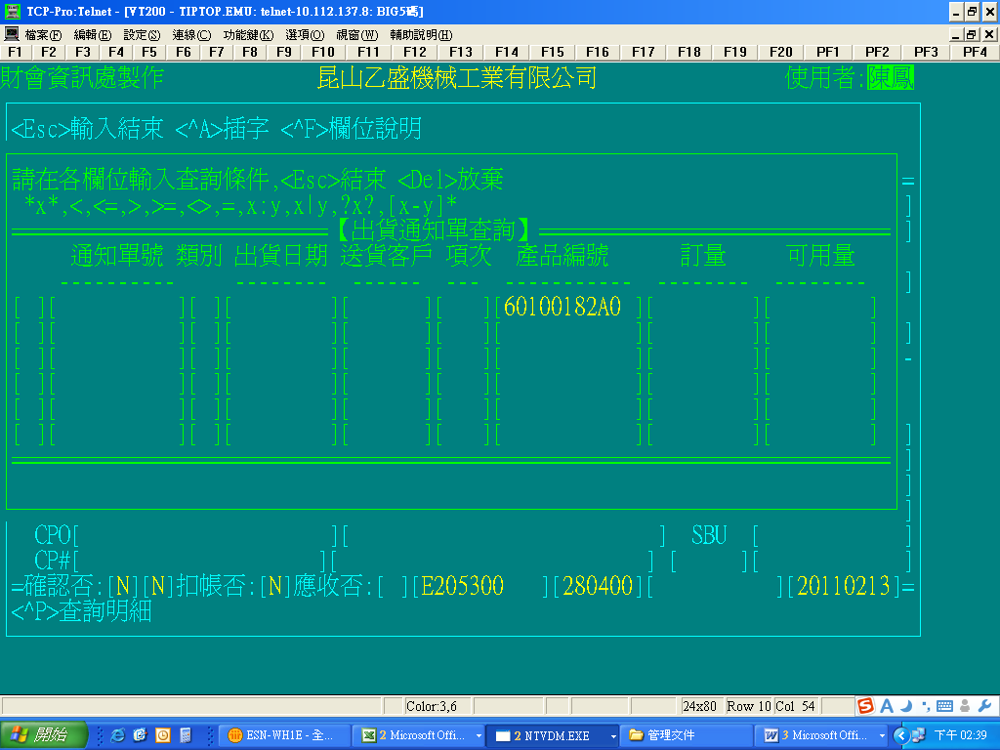 TCP-Pro:Telnet - [VT200 - TIPTOP.EMU: telnet-10.112.137.8: BIG5碼]
檔案(F) 編輯(E) 設定(S) 連線(C) 功能鍵(K) 選項(O) 視窗(W) 輔助說明(H)
F1 F2 F3 F4 F5 F6 F7 F8 F9 F10 F11 F12 F13 F14 F15 F16 F17 F18 F19 F20 PF1 PF2 PF3 PF4
財會資訊處製作 昆山乙盛機械工業有限公司 使用者:陳鳳
<Esc>輸入結束 <^A>插字 <^F>欄位說明
請在各欄位輸入查詢條件,<Esc>結束 <Del>放棄 =
*x*,<,<=,>,>=,<>,=,x:y,x|y,?x?,[x-y]* ]
══════【出貨通知單查詢】══════ ]
通知單號 類別 出貨日期 送貨客戶 項次 產品編號 訂量 可用量
---------- -------- ------ --- ----------- -------- -------- ]
[ ][ ][ ][ ][ ][ ][60100182A0 ][ ][ ]
[ ][ ][ ][ ][ ][ ][ ][ ][ ] ]
[ ][ ][ ][ ][ ][ ][ ][ ][ ] -
[ ][ ][ ][ ][ ][ ][ ][ ][ ]
[ ][ ][ ][ ][ ][ ][ ][ ][ ]
[ ][ ][ ][ ][ ][ ][ ][ ][ ] ]
]
]
]
CPO[ ][ ] SBU [ ]
CP#[ ][ ] [ ][ ]
=確認否:[N][N]扣帳否:[N]應收否:[ ][E205300 ][280400][ ][20110213]=
<^P>查詢明細
Color:3,6 24x80 Row 10 Col 54
開始 ESN-WH1E - 全... 2 Microsoft Offi... 2 NTVDM.EXE 管理文件 3 Microsoft Offi... 下午 02:39